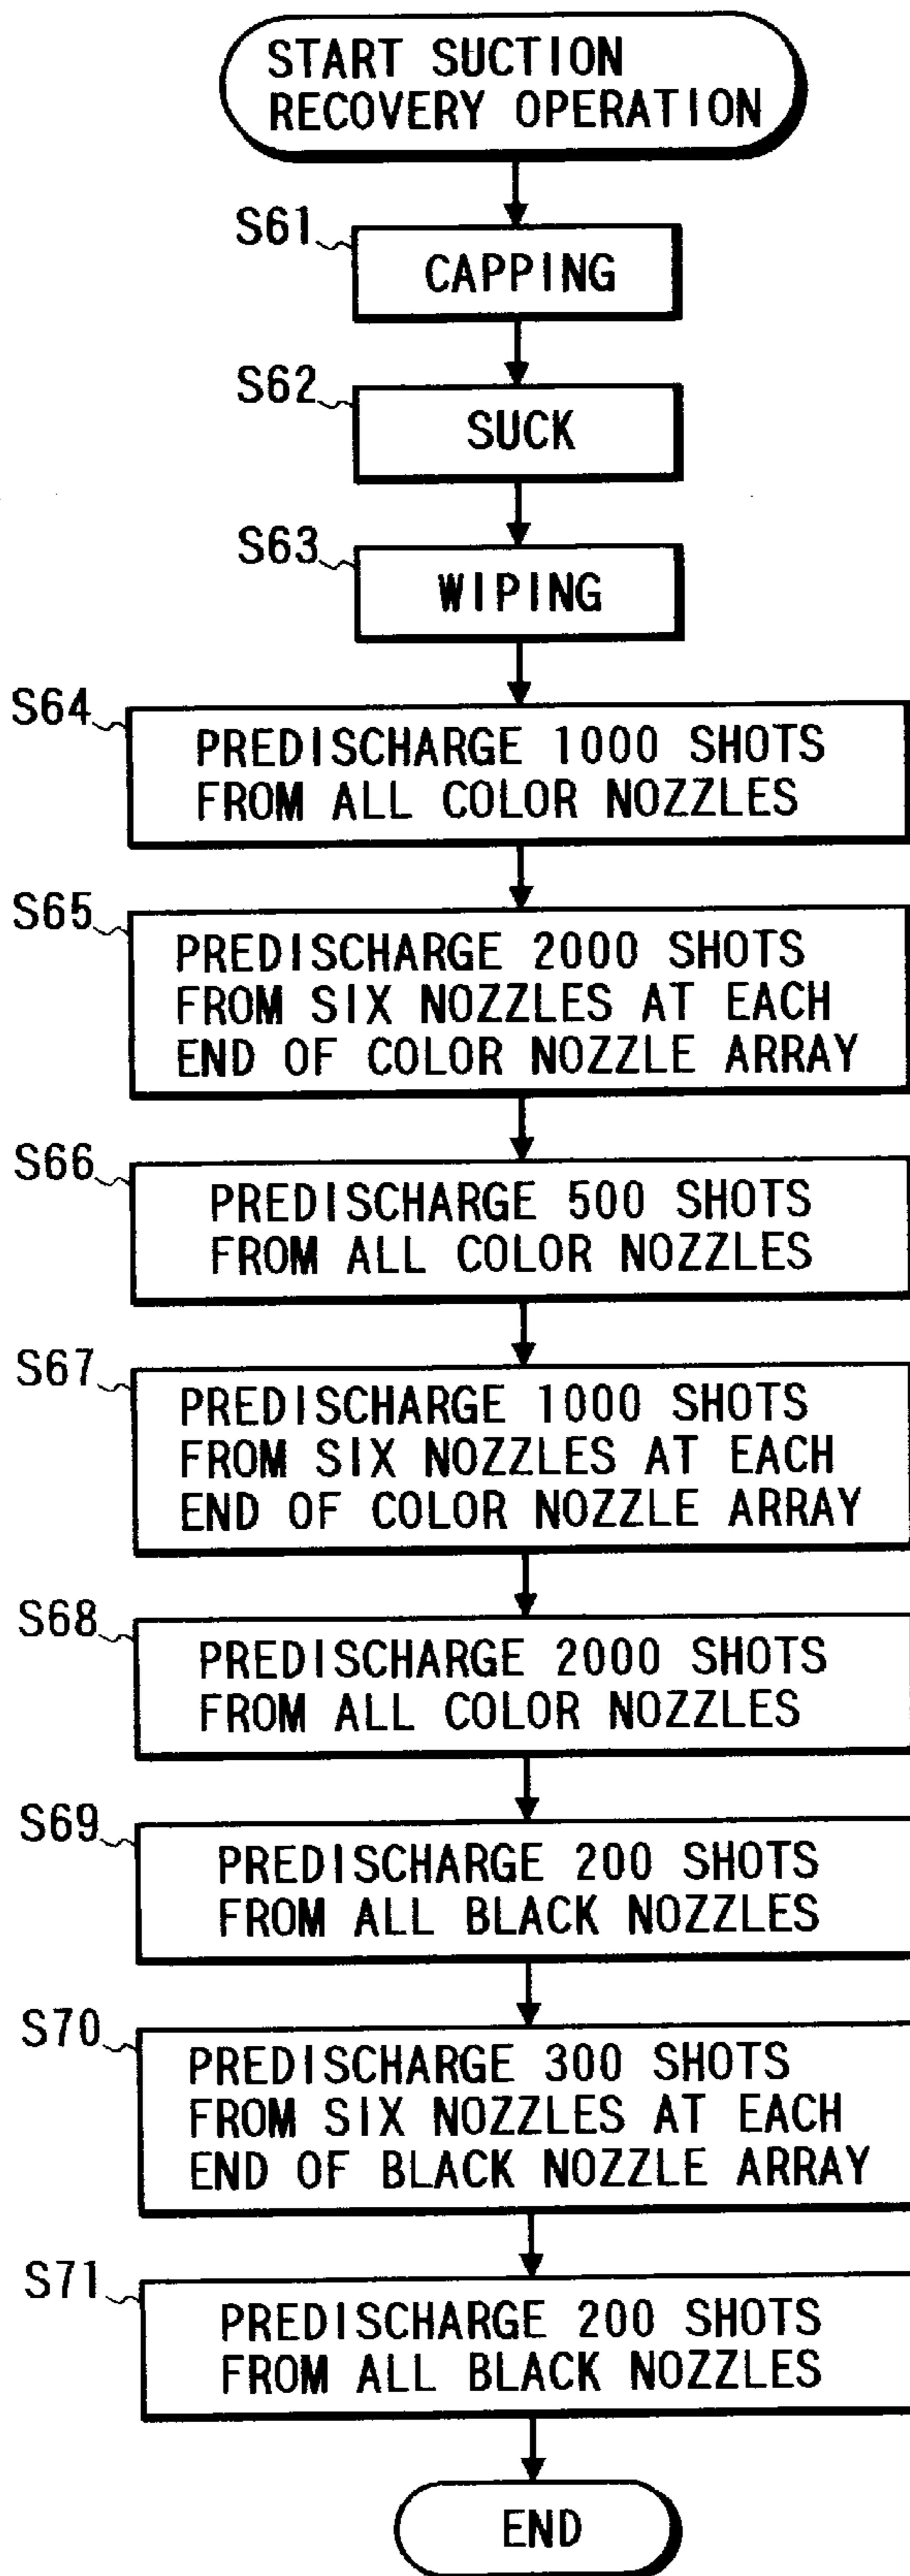 START SUCTION
RECOVERY OPERATION
S61
CAPPING
S62
SUCK
S63
WIPING
S64
PREDISCHARGE 1000 SHOTS
FROM ALL COLOR NOZZLES
S65
PREDISCHARGE 2000 SHOTS
FROM SIX NOZZLES AT EACH
END OF COLOR NOZZLE ARRAY
S66
PREDISCHARGE 500 SHOTS
FROM ALL COLOR NOZZLES
S67
PREDISCHARGE 1000 SHOTS
FROM SIX NOZZLES AT EACH
END OF COLOR NOZZLE ARRAY
S68
PREDISCHARGE 2000 SHOTS
FROM ALL COLOR NOZZLES
S69
PREDISCHARGE 200 SHOTS
FROM ALL BLACK NOZZLES
S70
PREDISCHARGE 300 SHOTS
FROM SIX NOZZLES AT EACH
END OF BLACK NOZZLE ARRAY
S71
PREDISCHARGE 200 SHOTS
FROM ALL BLACK NOZZLES
END